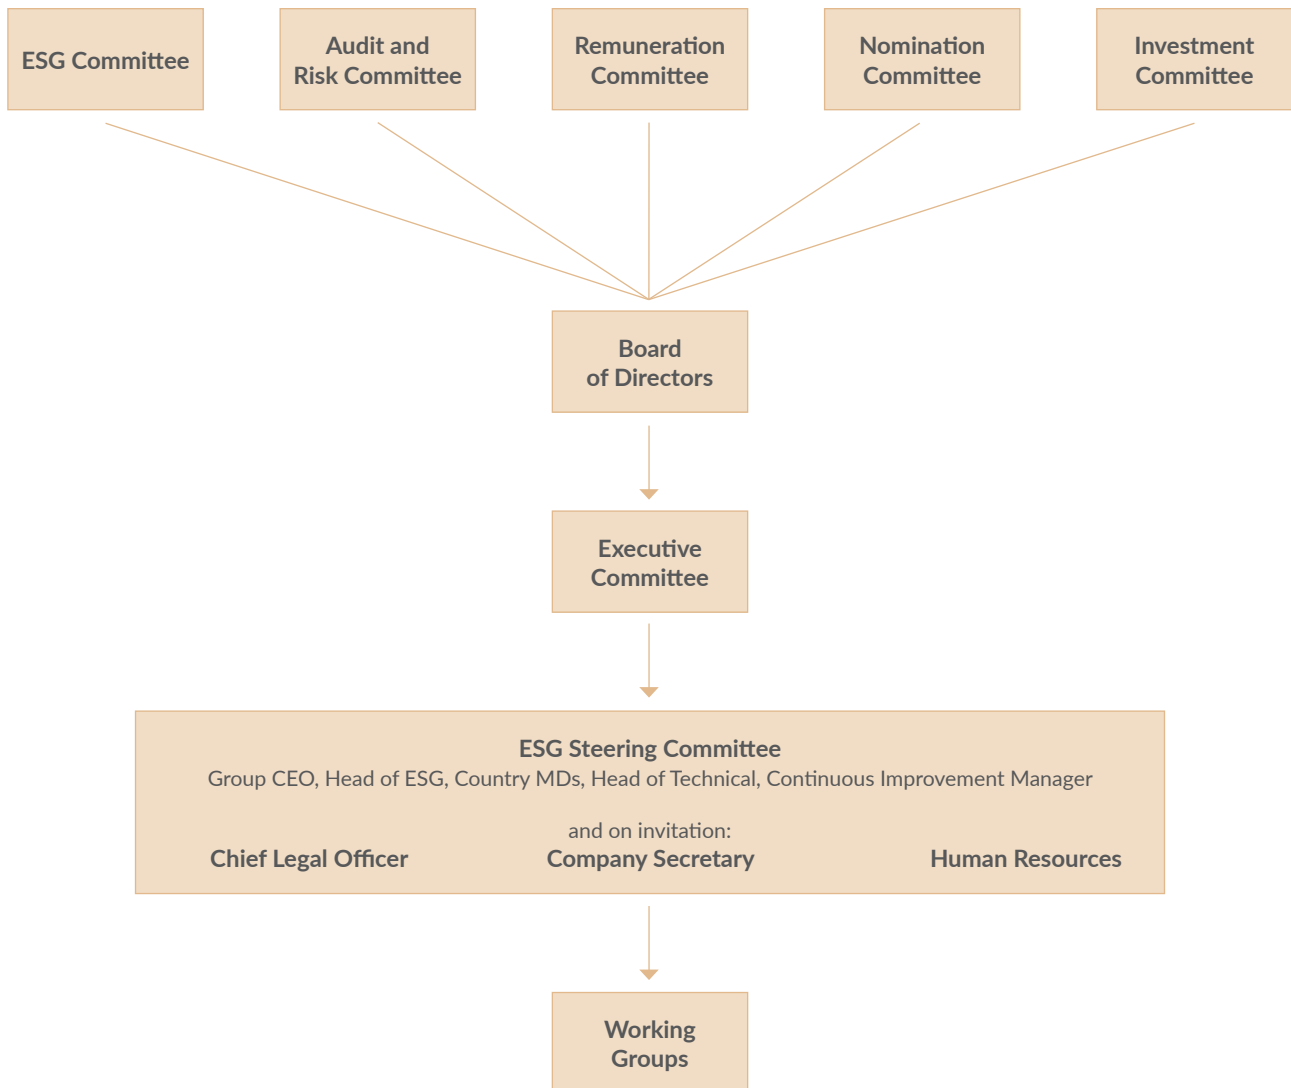 ESG Committee
Audit and
Risk Committee
Remuneration
Committee
Nomination
Committee
Investment
Committee
Board
of Directors
Executive
Committee
ESG Steering Committee
Group CEO, Head of ESG, Country MDs, Head of Technical, Continuous Improvement Manager
and on invitation:
Chief Legal Officer
Company Secretary
Human Resources
Working
Groups